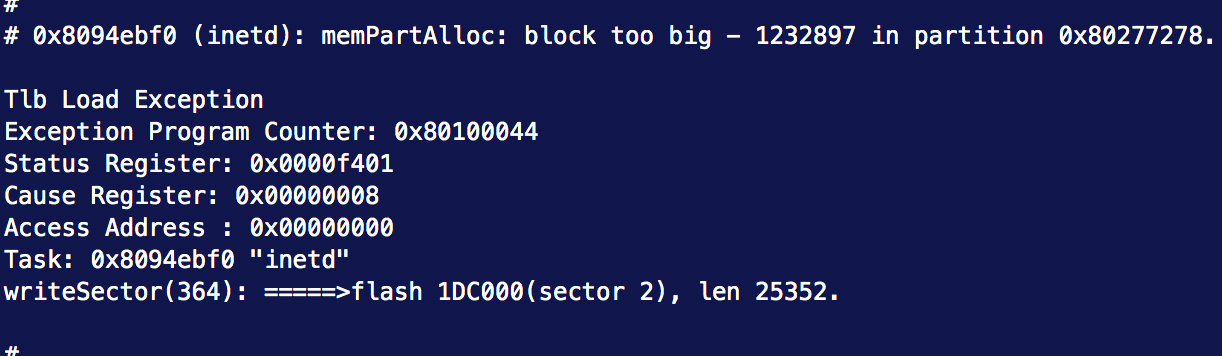 #
# 0x8094ebf0 (inetd): memPartAlloc: block too big - 1232897 in partition 0x80277278.
Tlb Load Exception
Exception Program Counter: 0x80100044
Status Register: 0x0000f401
Cause Register: 0x00000008
Access Address : 0x00000000
Task: 0x8094ebf0 "inetd"
writeSector(364): =====>flash 1DC000(sector 2), len 25352.
#